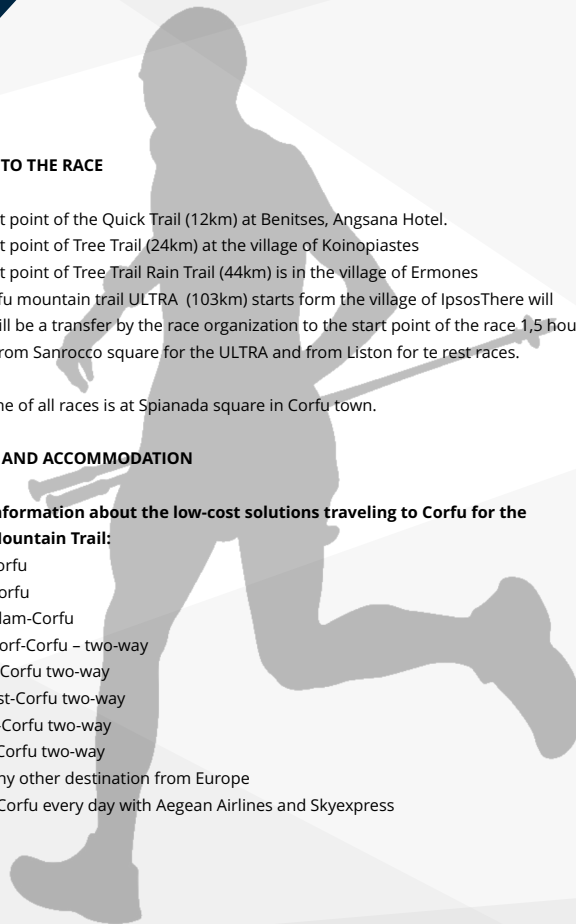 TO THE RACE
t point of the Quick Trail (12km) at Benitses, Angsana Hotel.
t point of Tree Trail (24km) at the village of Koinopiastes
t point of Tree Trail Rain Trail (44km) is in the village of Ermones
fu mountain trail ULTRA  (103km) starts form the village of IpsosThere will
ill be a transfer by the race organization to the start point of the race 1,5 hou
rom Sanrocco square for the ULTRA and from Liston for te rest races.
ne of all races is at Spianada square in Corfu town.
AND ACCOMMODATION
nformation about the low-cost solutions traveling to Corfu for the
Mountain Trail:
orfu
orfu
dam-Corfu
orf-Corfu – two-way
-Corfu two-way
st-Corfu two-way
-Corfu two-way
Corfu two-way
ny other destination from Europe
Corfu every day with Aegean Airlines and Skyexpress